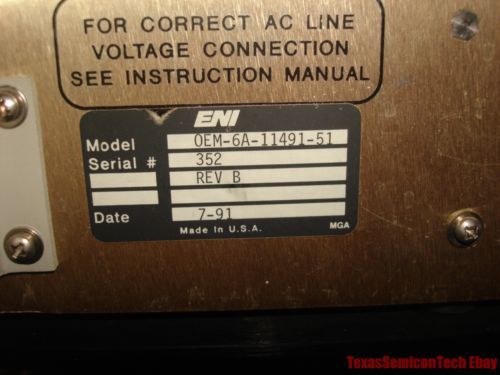 FOR CORRECT AC LINE
VOLTAGE CONNECTION
SEE INSTRUCTION MANUAL
ENI
Model OEM-6A-11491-51
Serial # 352
REV B
Date 7-91
Made in U.S.A. MGA
TexasSemiconTech Ebay